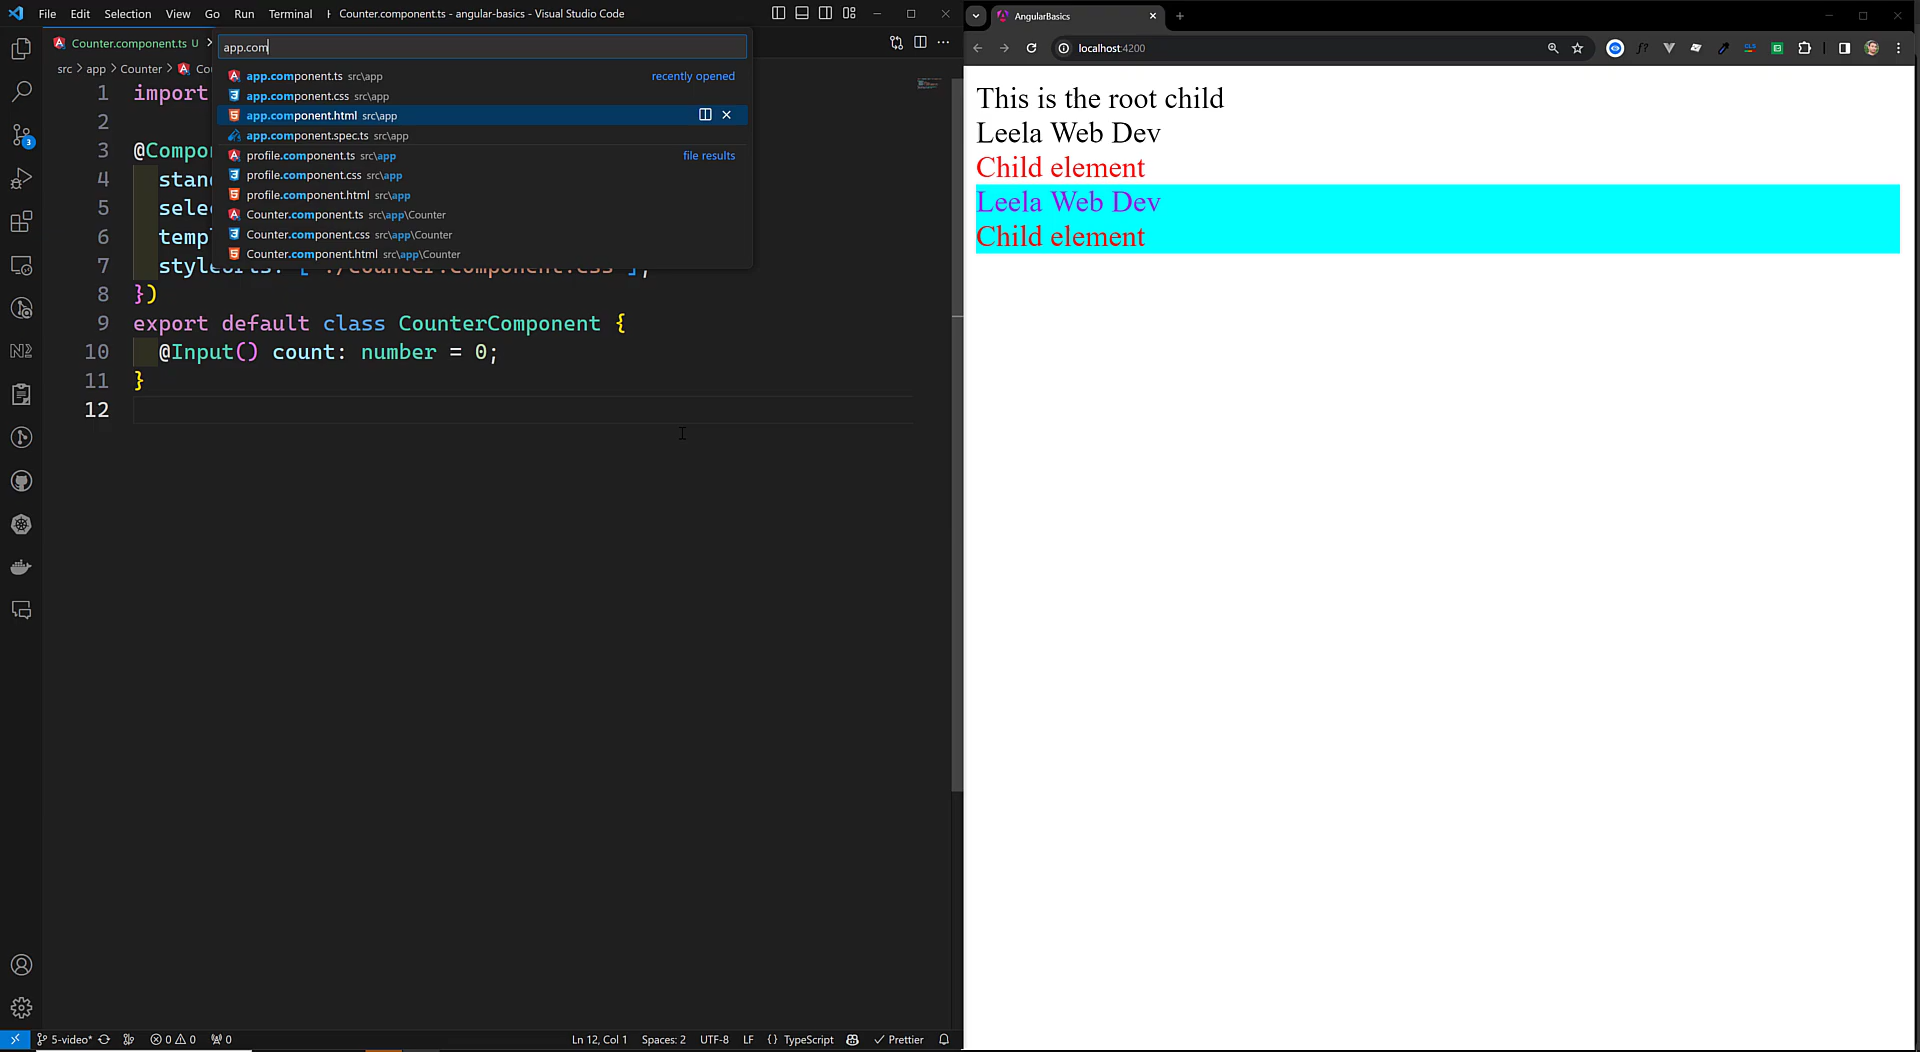 File Edit Selection View Go Run Terminal
Counter.component.ts - angular-basics - Visual Studio Code
Counter.component.ts U
app.com
src > app > Counter >
app.component.ts src\app recently opened
app.component.css src\app
app.component.html src\app
app.component.spec.ts src\app
profile.component.ts src\app file results
profile.component.css src\app
profile.component.html src\app
Counter.component.ts src\app\Counter
Counter.component.css src\app\Counter
Counter.component.html src\app\Counter
1 import
2
3 @Compo
4 stan
5 sele
6 temp
7
8 })
9 export default class CounterComponent {
10 @Input() count: number = 0;
11 }
12
3
5-video* 0 0 0
Ln 12, Col 1 Spaces: 2 UTF-8 LF {} TypeScript Prettier
AngularBasics
localhost:4200
This is the root child
Leela Web Dev
Child element
Leela Web Dev
Child element